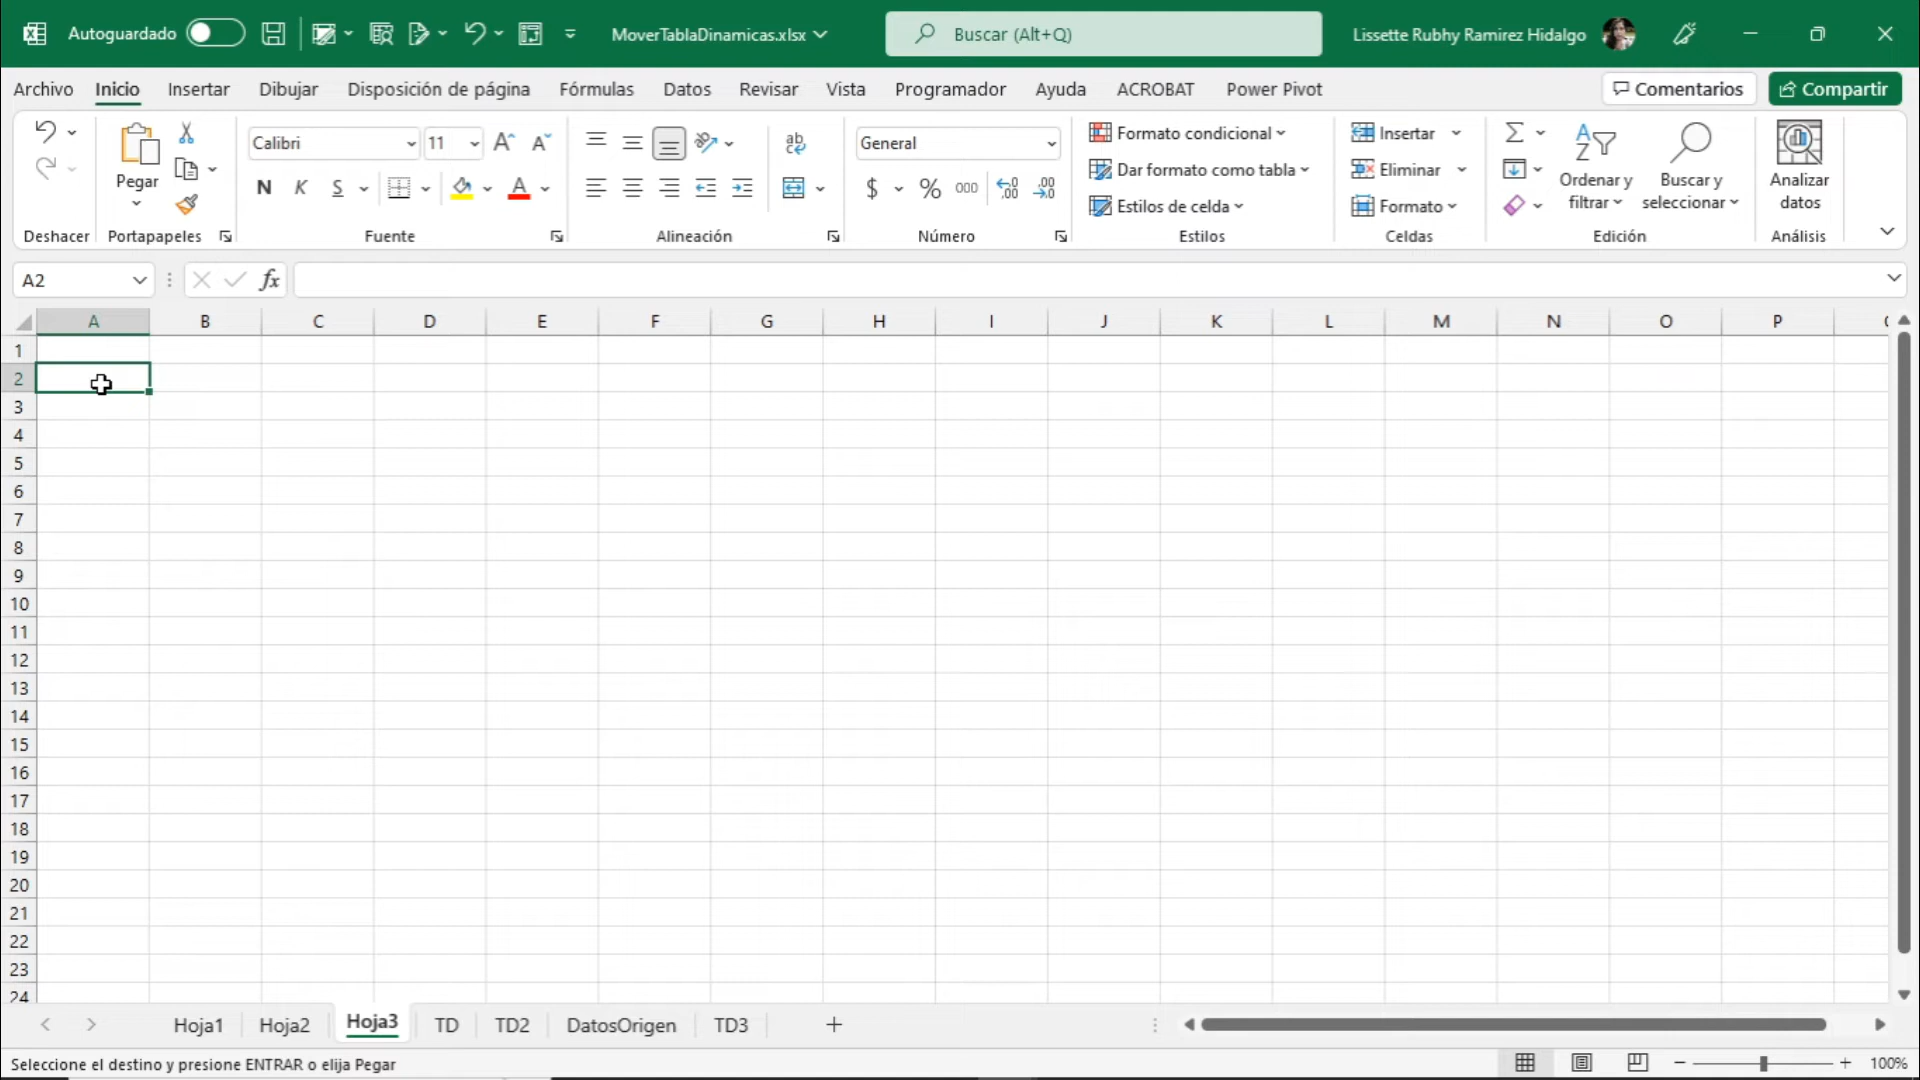 Autoguardado
MoverTablaDinamicas.xlsx
Buscar (Alt+Q)
Lissette Rubhy Ramirez Hidalgo
Archivo Inicio Insertar Dibujar Disposición de página Fórmulas Datos Revisar Vista Programador Ayuda ACROBAT Power Pivot
Comentarios
Compartir
Pegar
Calibri
11
N K S
General
$ % 000
Formato condicional
Dar formato como tabla
Estilos de celda
Insertar
Eliminar
Formato
Ordenar y
filtrar
Buscar y
seleccionar
Analizar
datos
Deshacer Portapapeles Fuente Alineación Número Estilos Celdas Edición Análisis
A2
fx
A B C D E F G H I J K L M N O P
1
2
3
4
5
6
7
8
9
10
11
12
13
14
15
16
17
18
19
20
21
22
23
24
Hoja1 Hoja2 Hoja3 TD TD2 DatosOrigen TD3
Seleccione el destino y presione ENTRAR o elija Pegar
100%